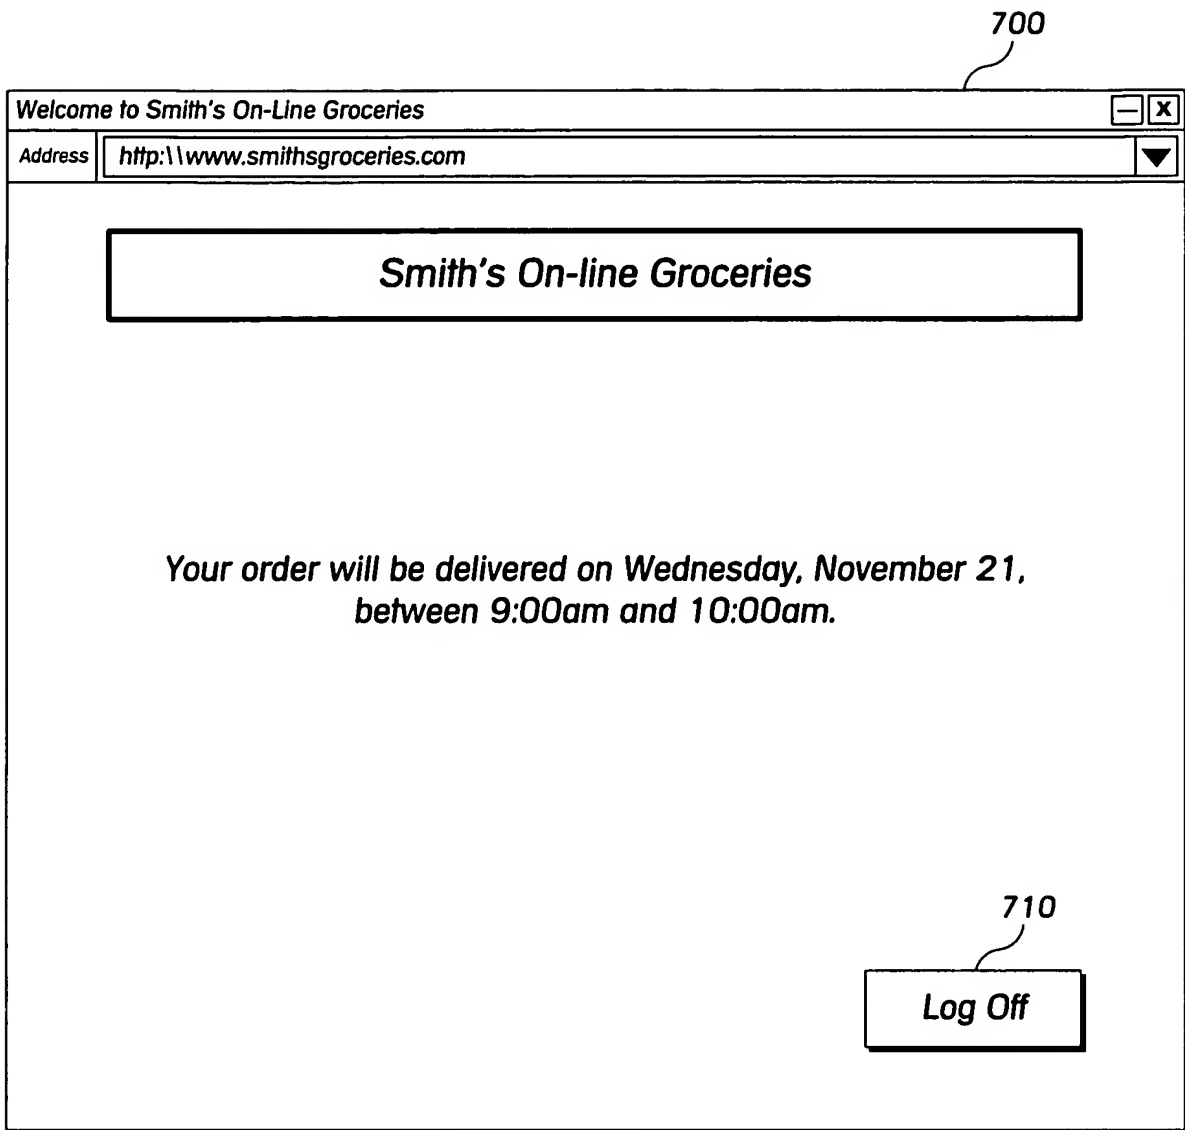 700
Welcome to Smith's On-Line Groceries
Address http:\\www.smithsgroceries.com
Smith's On-line Groceries
Your order will be delivered on Wednesday, November 21,
between 9:00am and 10:00am.
710
Log Off